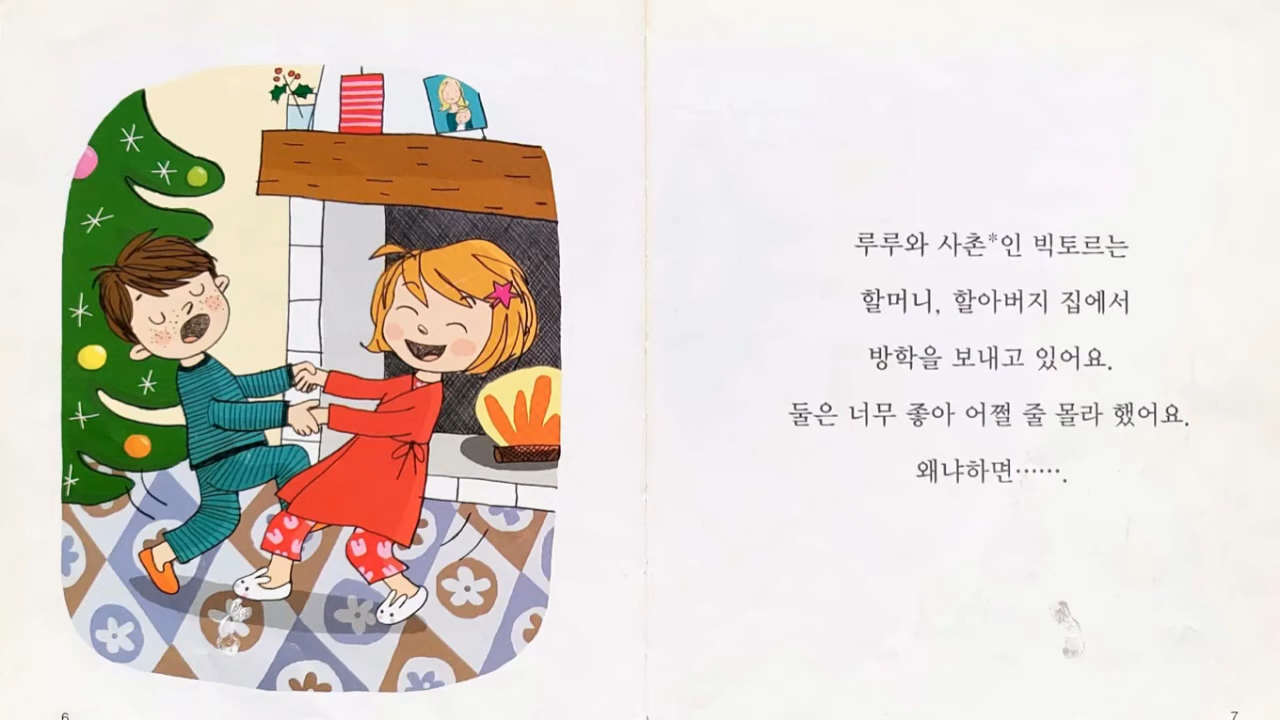 루루와 사촌*인 빅토르는
할머니, 할아버지 집에서
방학을 보내고 있어요.
둘은 너무 좋아 어쩔 줄 몰라 했어요.
왜냐하면…….
6
7